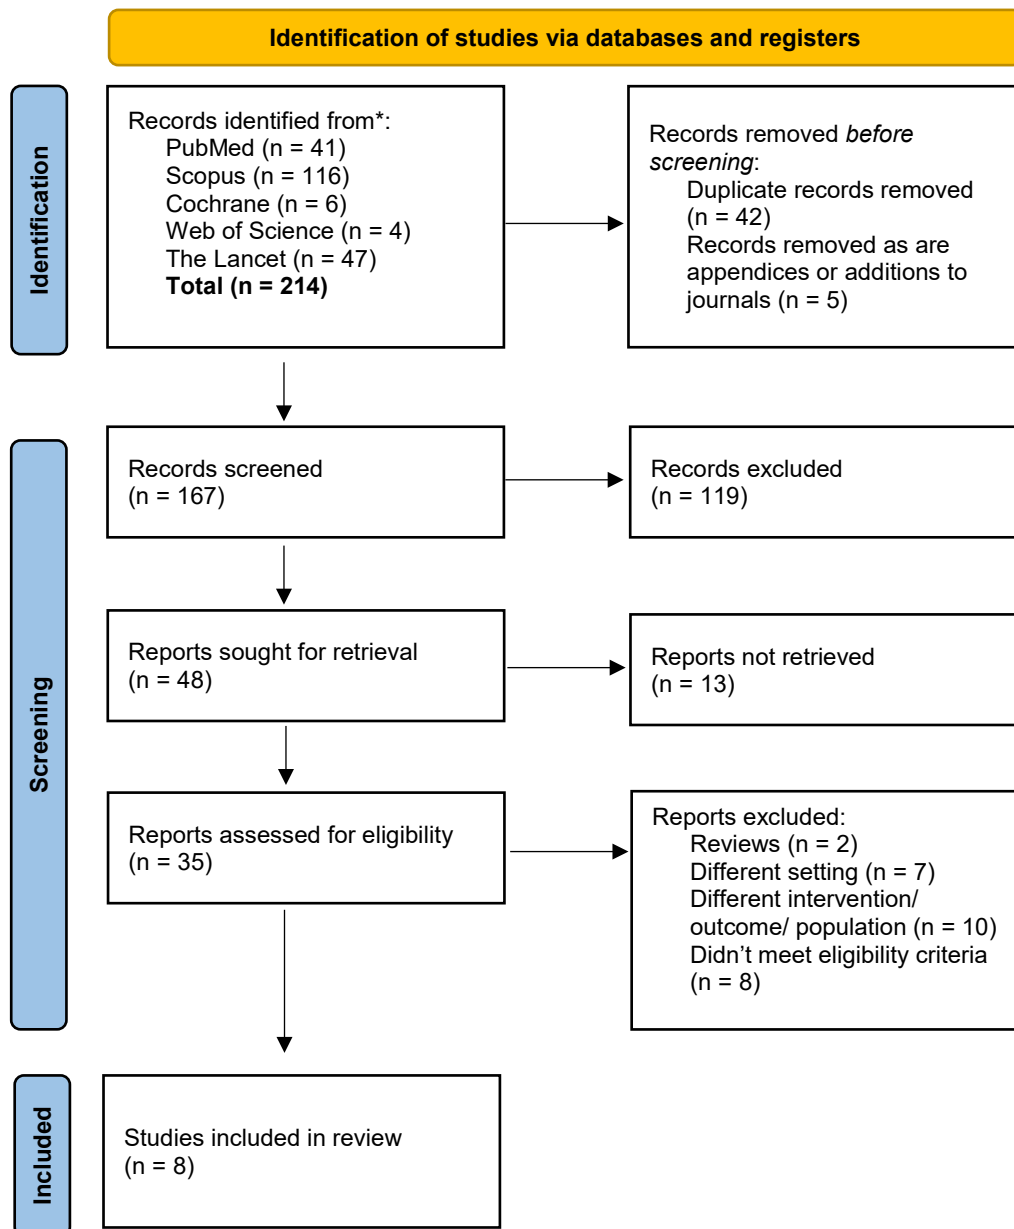 Identification of studies via databases and registers
Identification
Records identified from*:
PubMed (n = 41)
Scopus (n = 116)
Cochrane (n = 6)
Web of Science (n = 4)
The Lancet (n = 47)
Total (n = 214)
Records removed before
screening:
Duplicate records removed
(n = 42)
Records removed as are
appendices or additions to
journals (n = 5)
Screening
Records screened
(n = 167)
Records excluded
(n = 119)
Reports sought for retrieval
(n = 48)
Reports not retrieved
(n = 13)
Reports assessed for eligibility
(n = 35)
Reports excluded:
Reviews (n = 2)
Different setting (n = 7)
Different intervention/
outcome/ population (n = 10)
Didn’t meet eligibility criteria
(n = 8)
Included
Studies included in review
(n = 8)